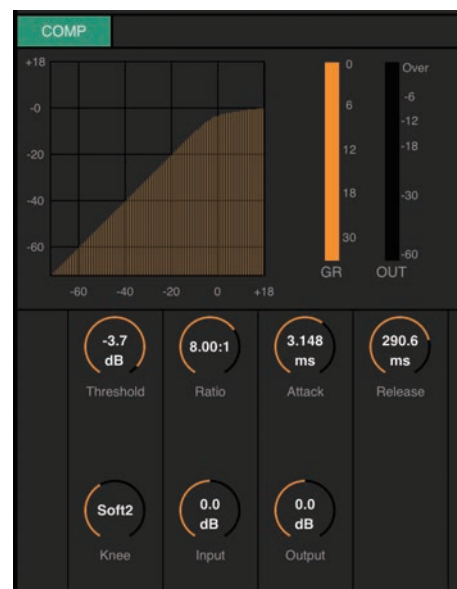 COMP
+18
-0
-20
-40
-60
-60 -40 -20 0 +18
0
6
12
18
30
GR
Over
-6
-12
-18
-30
-60
OUT
-3.7
dB
Threshold
8.00:1
Ratio
3.148
ms
Attack
290.6
ms
Release
Soft2
Knee
0.0
dB
Input
0.0
dB
Output